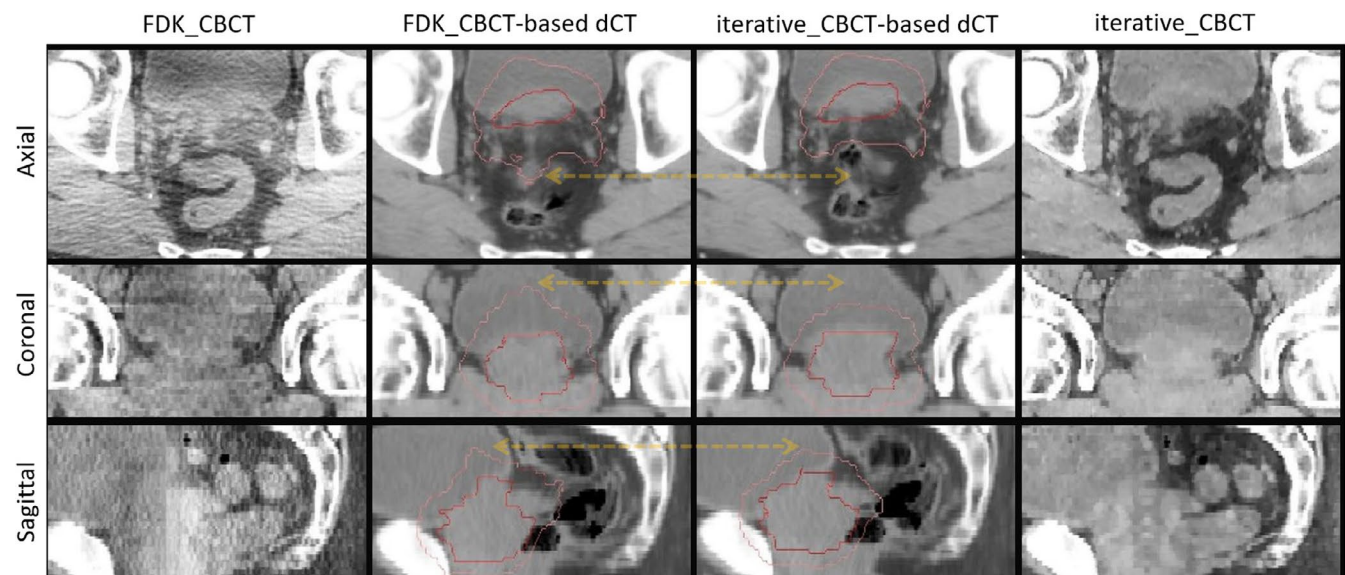 FDK_CBCT FDK_CBCT-based dCT iterative_CBCT-based dCT iterative_CBCT
Axial
Coronal
Sagittal